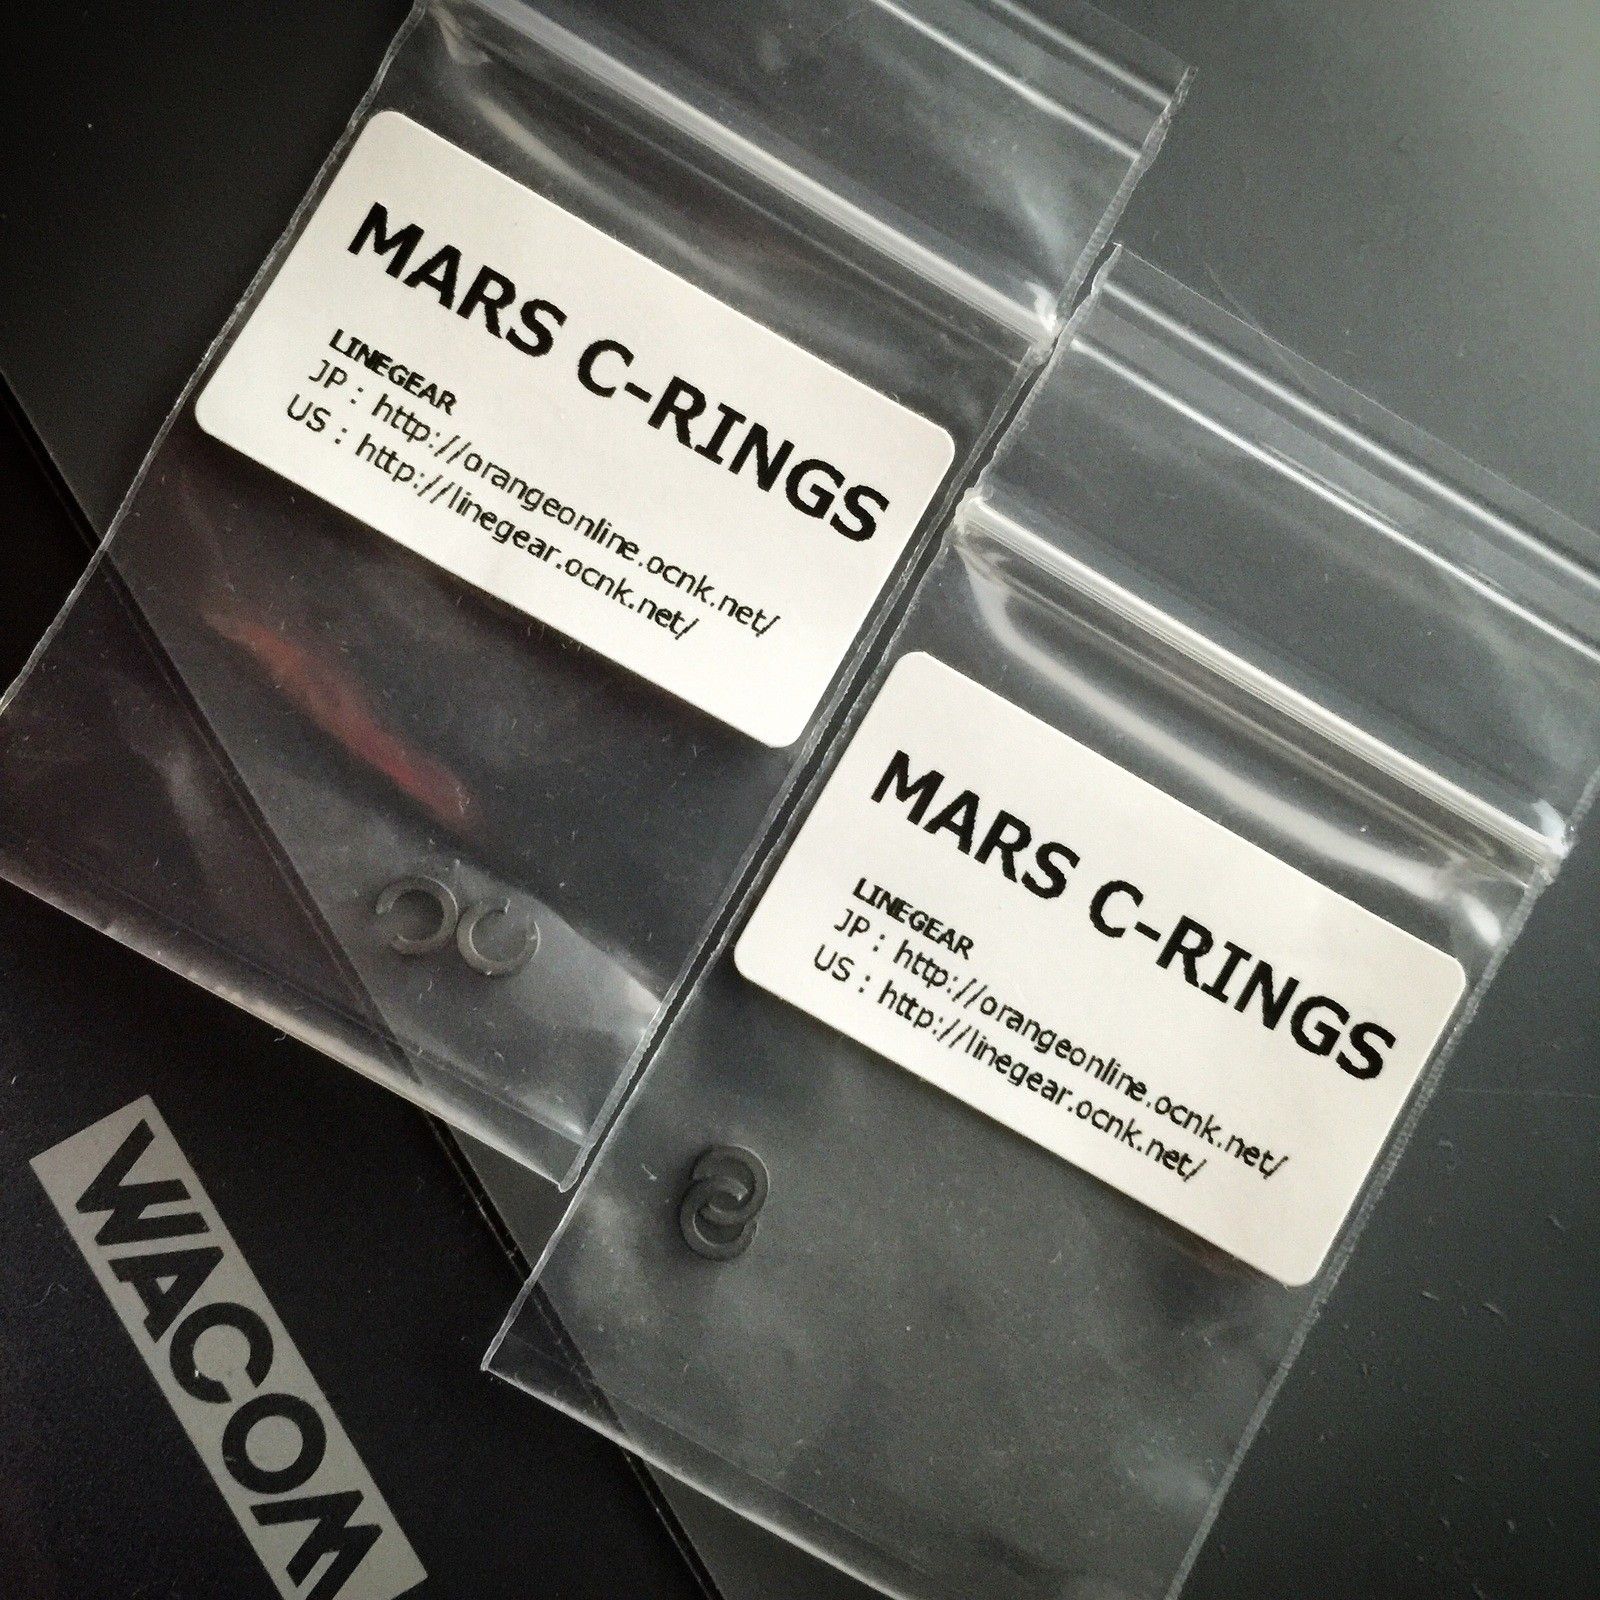 MARS C-RINGS
LINEGEAR
JP : http://orangeonline.ocnk.net/
US : http://linegear.ocnk.net/
MARS C-RINGS
LINEGEAR
JP : http://orangeonline.ocnk.net/
US : http://linegear.ocnk.net/
WACOM